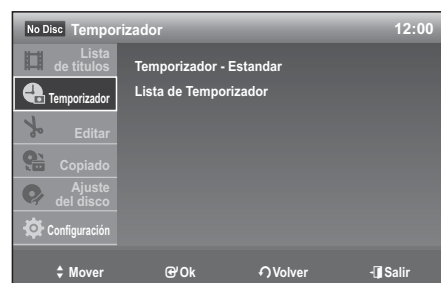 No Disc Temporizador 12:00
Lista
de titulos
Temporizador
Editar
Copiado
Ajuste
del disco
Configuración
Temporizador - Estandar
Lista de Temporizador
Mover Ok Volver Salir